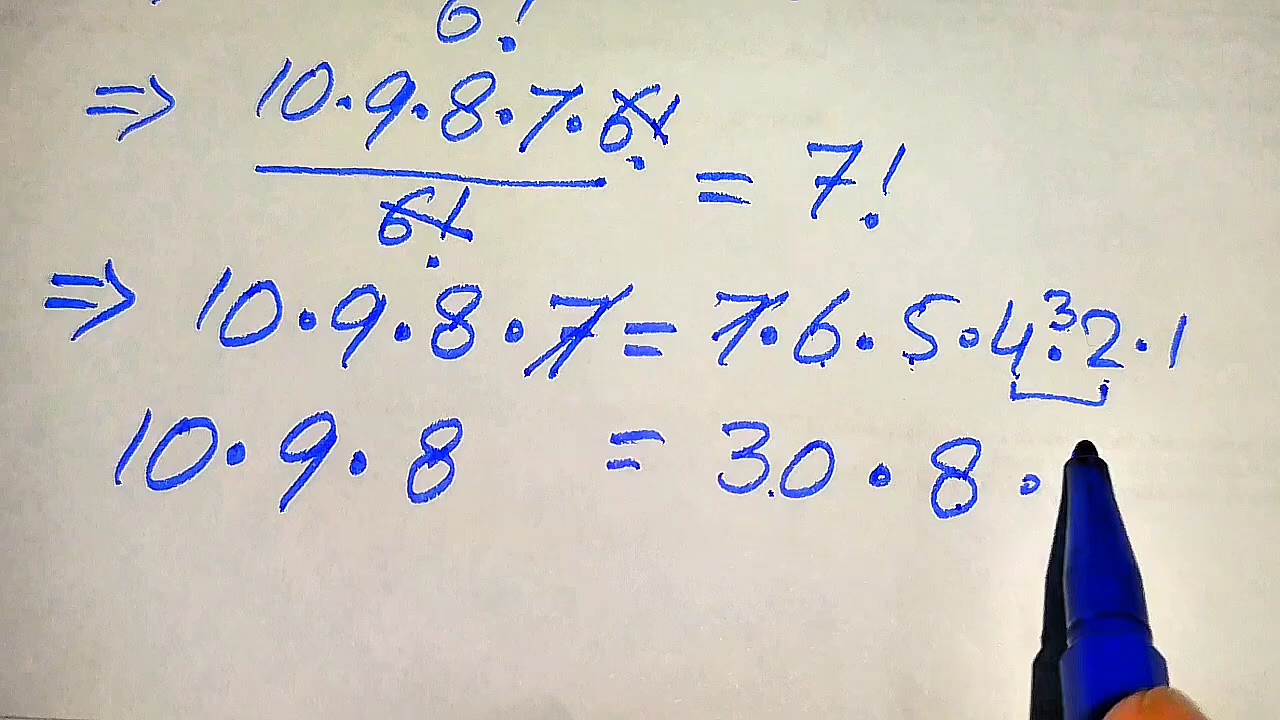 6!
⇒ 10·9·8·7·6!
6!
= 7!
⇒ 10·9·8·7 = 7·6·5·4·3 2·1
10·9·8 = 30·8·